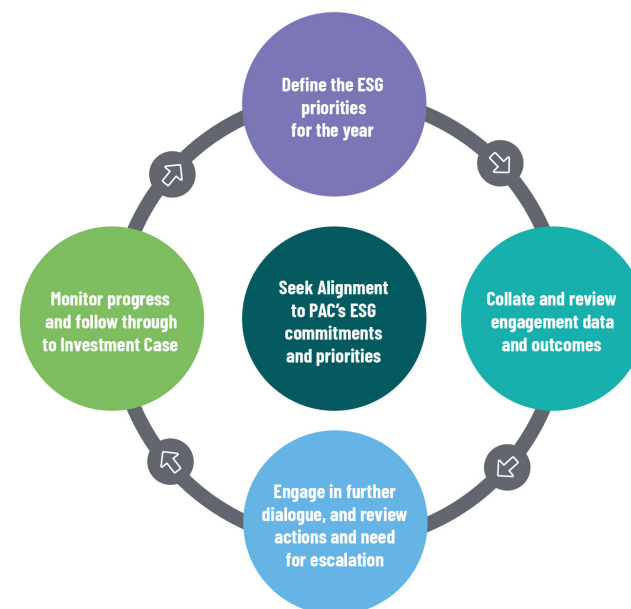 Define the ESG
priorities
for the year
Monitor progress
and follow through
to Investment Case
Seek Alignment
to PAC’s ESG
commitments
and priorities
Collate and review
engagement data
and outcomes
Engage in further
dialogue, and review
actions and need
for escalation